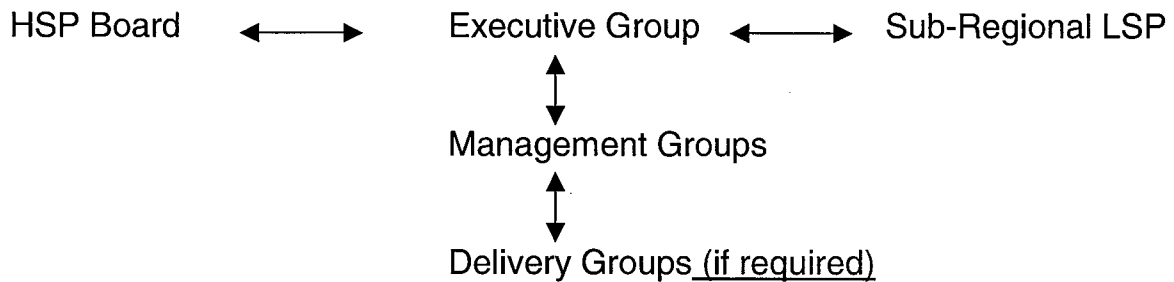 HSP Board Executive Group Sub-Regional LSP
Management Groups
Delivery Groups (if required)